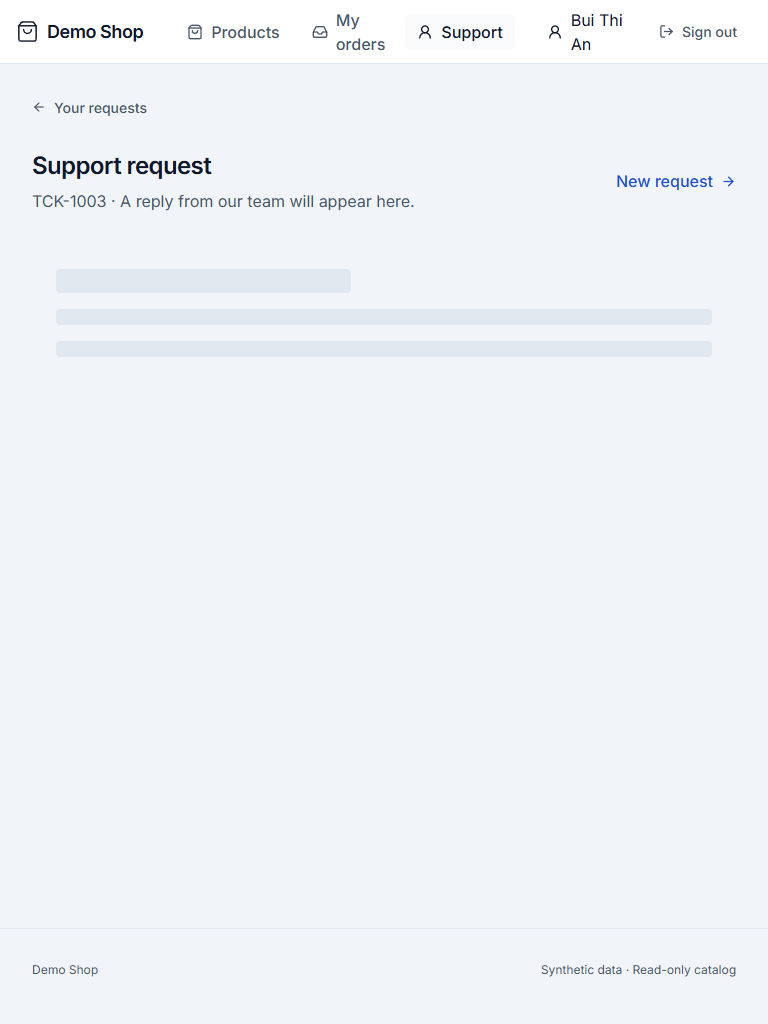 Demo Shop
Products
My
orders
Support
Bui Thi
An
Sign out
Your requests
Support request
TCK-1003 · A reply from our team will appear here.
New request
Demo Shop
Synthetic data · Read-only catalog